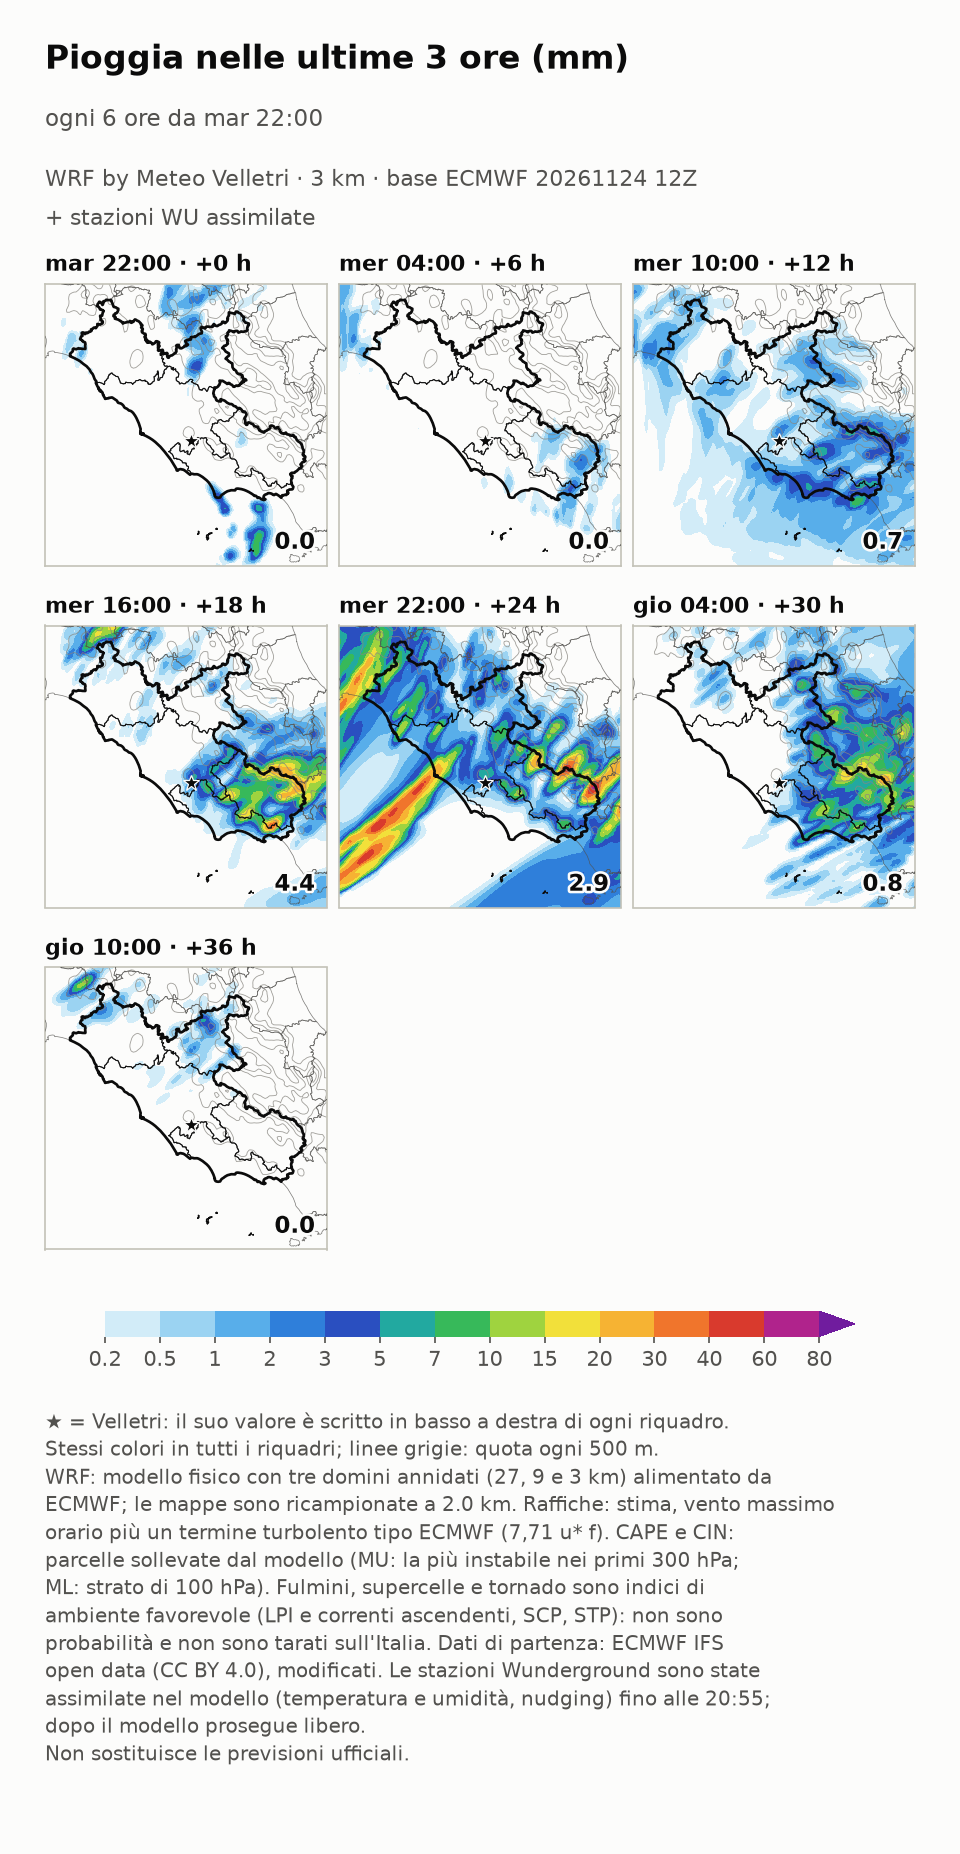 Pioggia nelle ultime 3 ore (mm)
ogni 6 ore da mar 22:00
WRF by Meteo Velletri · 3 km · base ECMWF 20261124 12Z
+ stazioni WU assimilate
mar 22:00 · +0 h
mer 04:00 · +6 h
mer 10:00 · +12 h
0.0
0.0
0.7
mer 16:00 · +18 h
mer 22:00 · +24 h
gio 04:00 · +30 h
4.4
2.9
0.8
gio 10:00 · +36 h
0.0
0.2 0.5 1 2 3 5 7 10 15 20 30 40 60 80
★ = Velletri: il suo valore è scritto in basso a destra di ogni riquadro.
Stessi colori in tutti i riquadri; linee grigie: quota ogni 500 m.
WRF: modello fisico con tre domini annidati (27, 9 e 3 km) alimentato da
ECMWF; le mappe sono ricampionate a 2.0 km. Raffiche: stima, vento massimo
orario più un termine turbolento tipo ECMWF (7,71 u* f). CAPE e CIN:
parcelle sollevate dal modello (MU: la più instabile nei primi 300 hPa;
ML: strato di 100 hPa). Fulmini, supercelle e tornado sono indici di
ambiente favorevole (LPI e correnti ascendenti, SCP, STP): non sono
probabilità e non sono tarati sull'Italia. Dati di partenza: ECMWF IFS
open data (CC BY 4.0), modificati. Le stazioni Wunderground sono state
assimilate nel modello (temperatura e umidità, nudging) fino alle 20:55;
dopo il modello prosegue libero.
Non sostituisce le previsioni ufficiali.